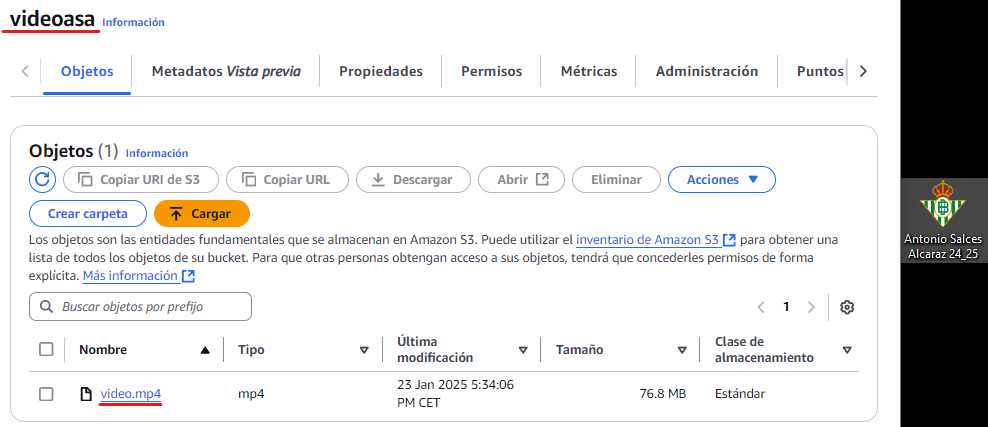 videoasa Información
Objetos Metadatos Vista previa Propiedades Permisos Métricas Administración Puntos
Objetos (1) Información
Copiar URI de S3 Copiar URL Descargar Abrir Eliminar Acciones
Crear carpeta Cargar
Los objetos son las entidades fundamentales que se almacenan en Amazon S3. Puede utilizar el inventario de Amazon S3 para obtener una
lista de todos los objetos de su bucket. Para que otras personas obtengan acceso a sus objetos, tendrá que concederles permisos de forma
explícita. Más información
Buscar objetos por prefijo 1
Nombre Tipo Última modificación Tamaño Clase de almacenamiento
video.mp4 mp4 23 Jan 2025 5:34:06 PM CET 76.8 MB Estándar
Antonio Salces
Alcaraz 24_25